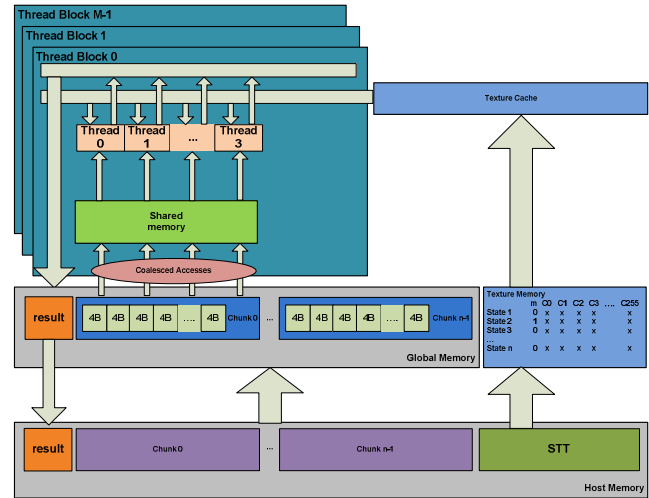 Thread Block M-1
Thread Block 1
Thread Block 0
Texture Cache
Thread 0
Thread 1
...
Thread 3
Shared memory
Coalesced Accesses
result
4B 4B 4B 4B .... 4B Chunk 0
...
4B 4B 4B 4B .... 4B Chunk n-1
Global Memory
Texture Memory
m C0 C1 C2 C3 .... C255
State 1 0 x x x x x
State 2 1 x x x x x
State 3 0 x x x x x
...
State n 0 x x x x x
result
Chunk 0
...
Chunk n-1
STT
Host Memory